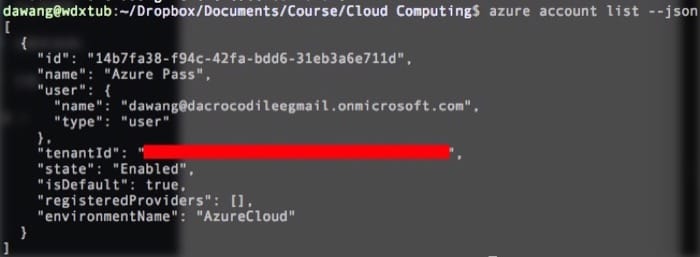 dawang@wdxtub:~/Dropbox/Documents/Course/Cloud Computing$ azure account list --json
[
  {
    "id": "14b7fa38-f94c-42fa-bdd6-31eb3a6e711d",
    "name": "Azure Pass",
    "user": {
      "name": "dawang@dacrocodileegmail.onmicrosoft.com",
      "type": "user"
    },
    "tenantId": "",
    "state": "Enabled",
    "isDefault": true,
    "registeredProviders": [],
    "environmentName": "AzureCloud"
  }
]